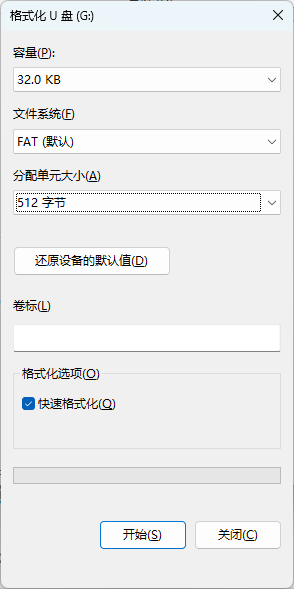 格式化 U 盘 (G:)
容量(P):
32.0 KB
文件系统(F)
FAT (默认)
分配单元大小(A)
512 字节
还原设备的默认值(D)
卷标(L)
格式化选项(O)
快速格式化(Q)
开始(S)
关闭(C)